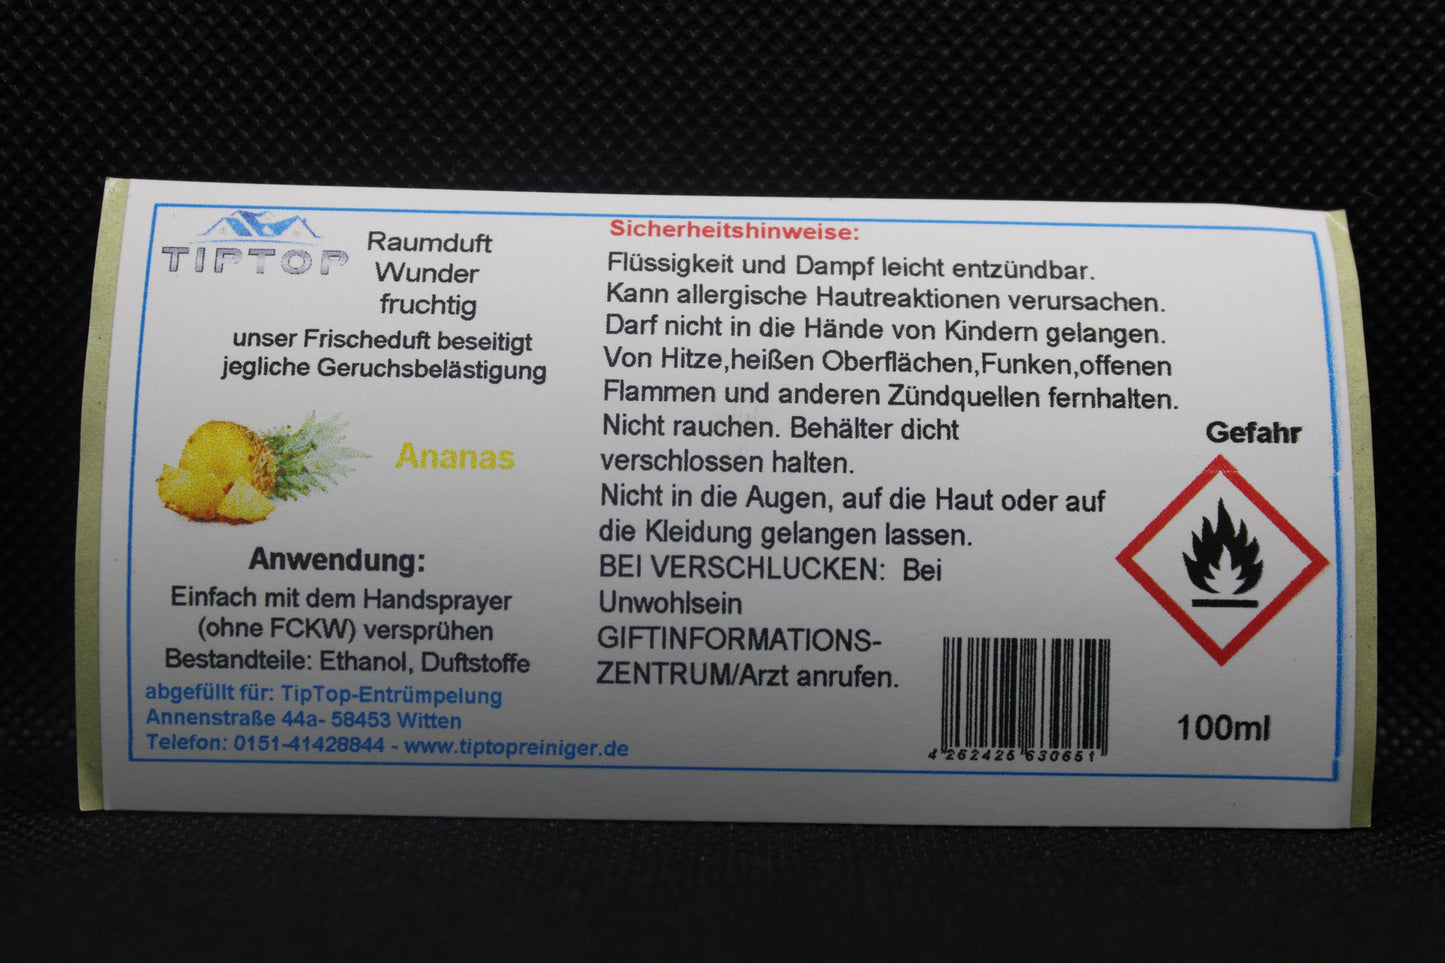 TIPTOP
Raumduft
Wunder
fruchtig
unser Frischeduft beseitigt
jegliche Geruchsbelästigung
Ananas
Anwendung:
Einfach mit dem Handsprayer
(ohne FCKW) versprühen
Bestandteile: Ethanol, Duftstoffe
abgefüllt für: TipTop-Entrümpelung
Annenstraße 44a- 58453 Witten
Telefon: 0151-41428844 - www.tiptopreiniger.de
Sicherheitshinweise:
Flüssigkeit und Dampf leicht entzündbar.
Kann allergische Hautreaktionen verursachen.
Darf nicht in die Hände von Kindern gelangen.
Von Hitze,heißen Oberflächen,Funken,offenen
Flammen und anderen Zündquellen fernhalten.
Nicht rauchen. Behälter dicht
verschlossen halten.
Nicht in die Augen, auf die Haut oder auf
die Kleidung gelangen lassen.
BEI VERSCHLUCKEN: Bei
Unwohlsein
GIFTINFORMATIONS-
ZENTRUM/Arzt anrufen.
4 262425 630651
Gefahr
100ml